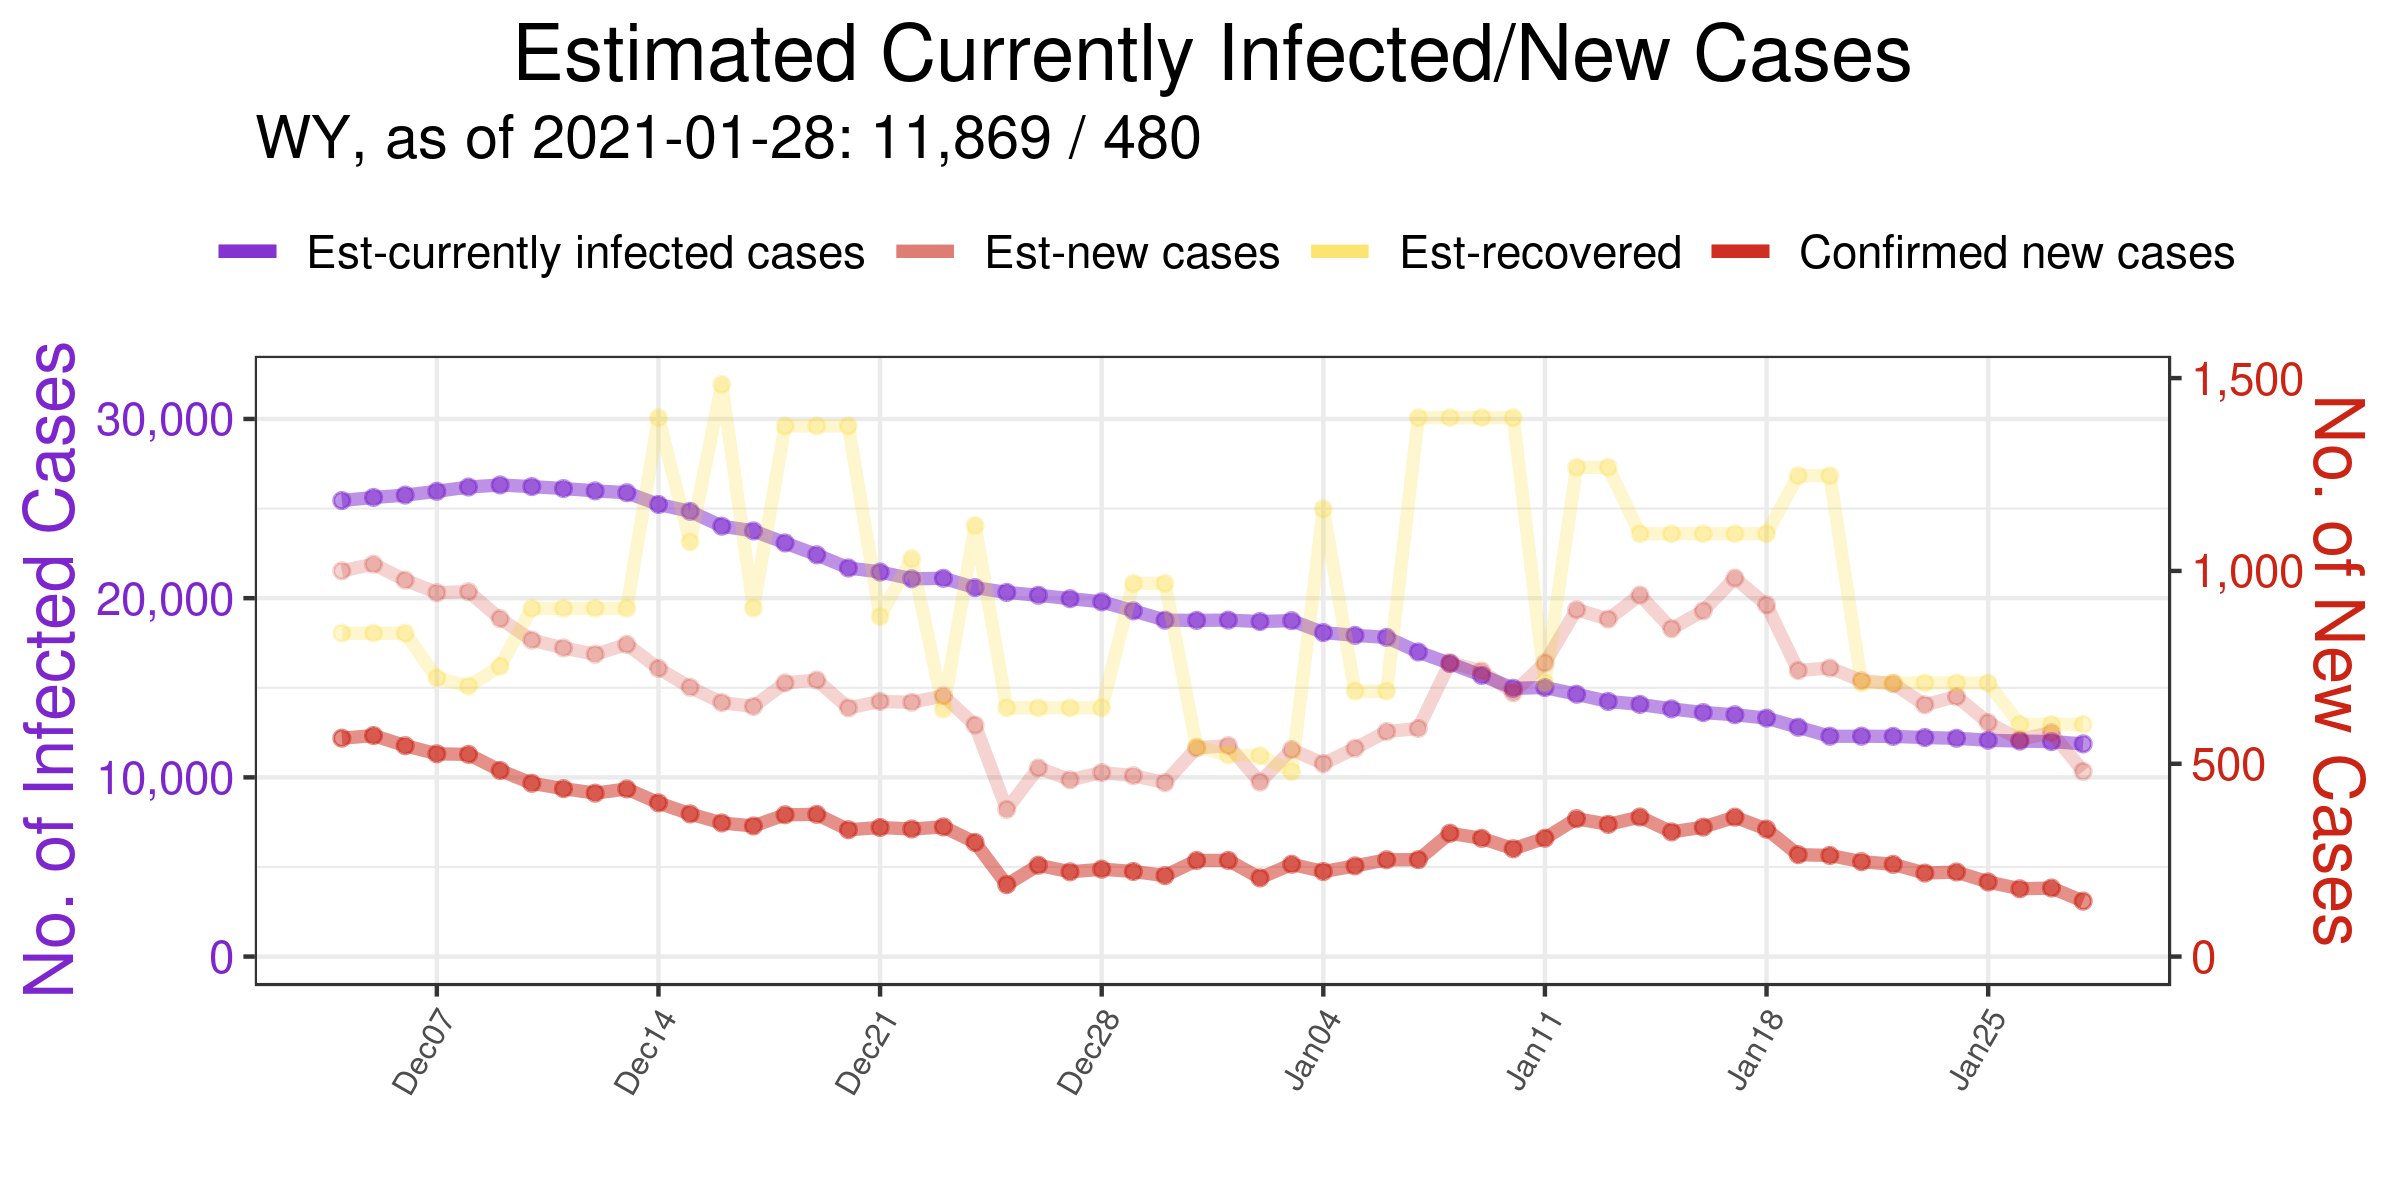 Estimated Currently Infected/New Cases
WY, as of 2021-01-28: 11,869 / 480
Est-currently infected cases Est-new cases Est-recovered Confirmed new cases
No. of Infected Cases
30,000
20,000
10,000
0
1,500
1,000
500
0
No. of New Cases
Dec07 Dec14 Dec21 Dec28 Jan04 Jan11 Jan18 Jan25